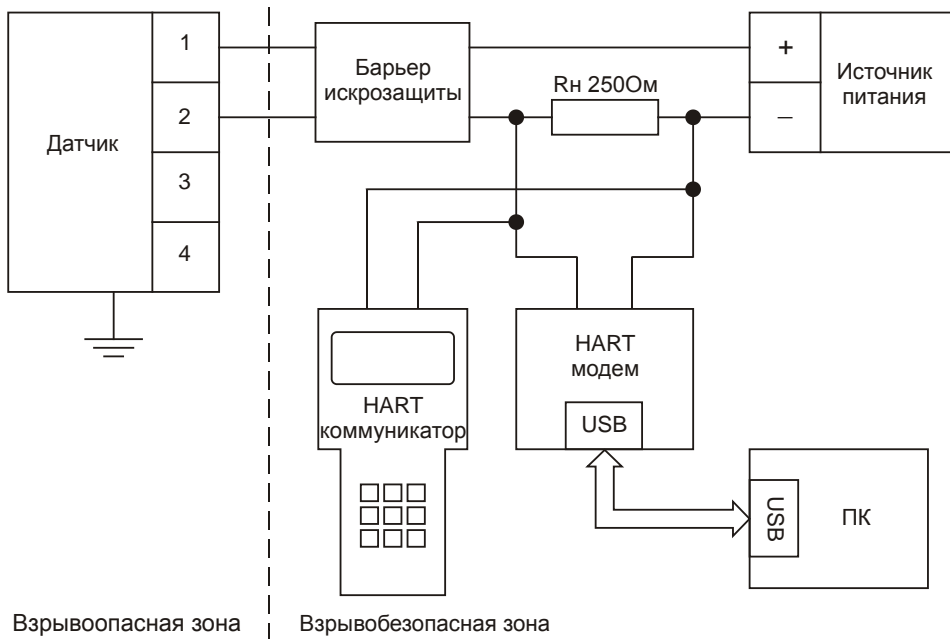 Датчик
1
2
3
4
Барьер
искрозащиты
Rн 250Ом
+
–
Источник
питания
HART
коммуникатор
HART
модем
USB
USB
ПК
Взрывоопасная зона
Взрывобезопасная зона